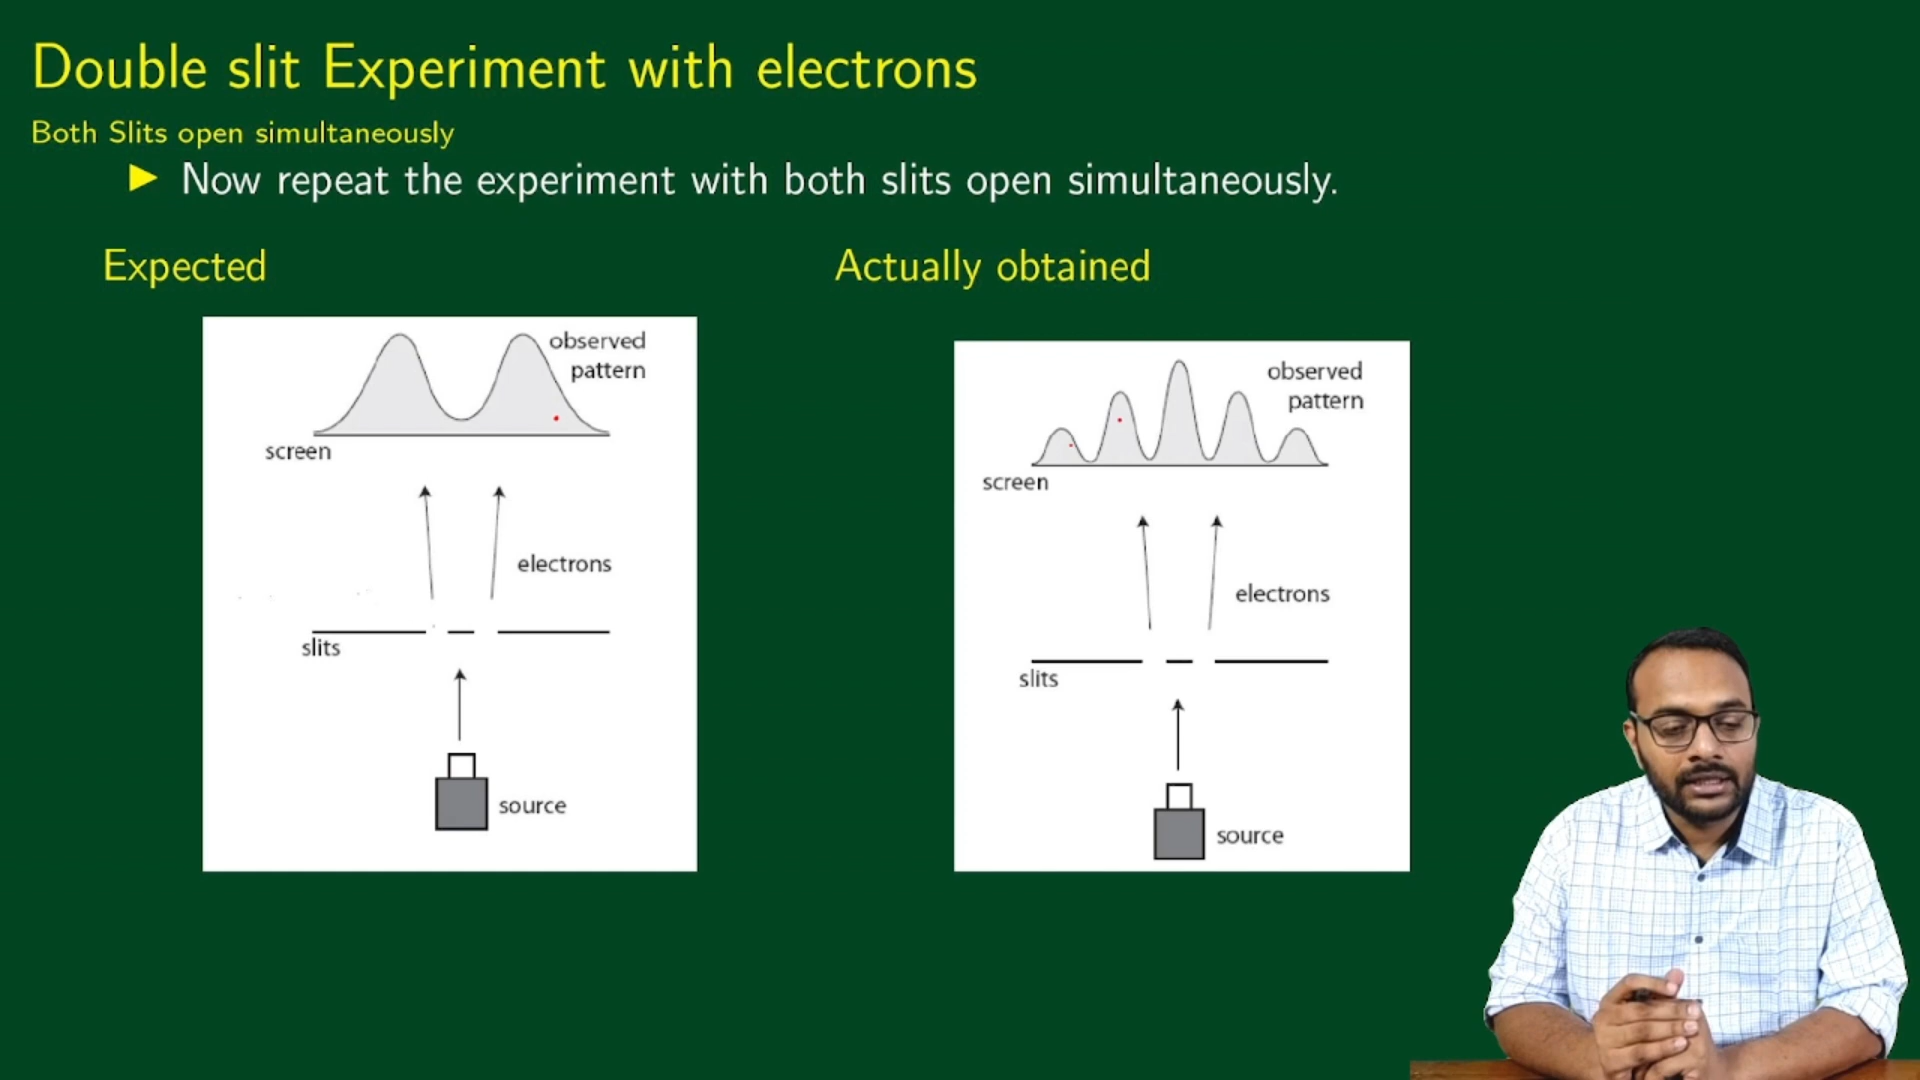 Double slit Experiment with electrons
Both Slits open simultaneously
Now repeat the experiment with both slits open simultaneously.
Expected
observed
pattern
screen
electrons
slits
source
Actually obtained
observed
pattern
screen
electrons
slits
source